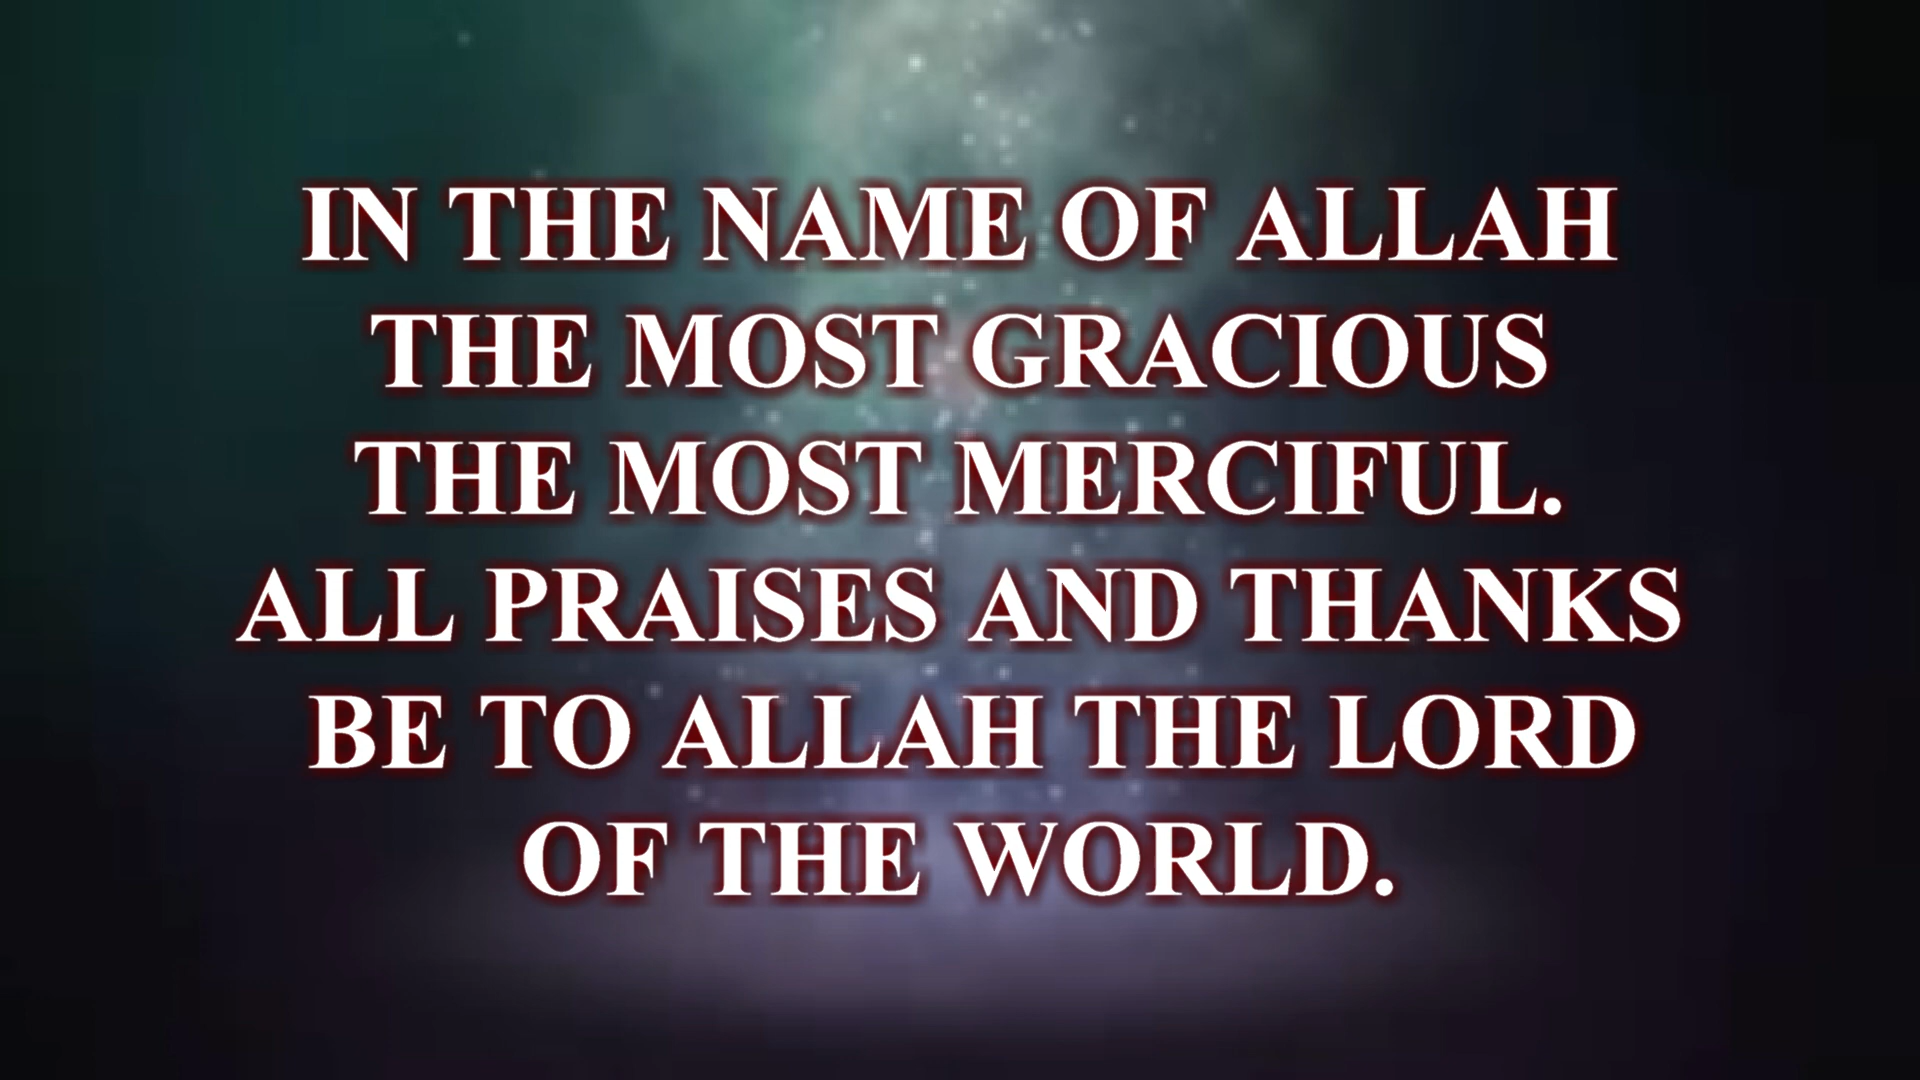 IN THE NAME OF ALLAH
THE MOST GRACIOUS
THE MOST MERCIFUL.
ALL PRAISES AND THANKS
BE TO ALLAH THE LORD
OF THE WORLD.